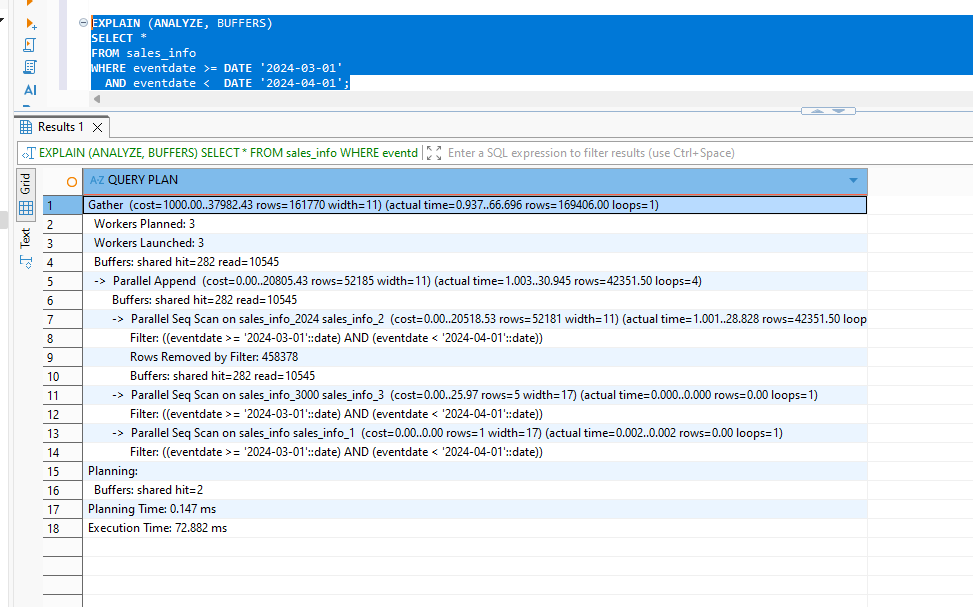 EXPLAIN (ANALYZE, BUFFERS)
SELECT *
FROM sales_info
WHERE eventdate >= DATE '2024-03-01'
AND eventdate < DATE '2024-04-01';
AI
Results 1
EXPLAIN (ANALYZE, BUFFERS) SELECT * FROM sales_info WHERE eventd
Enter a SQL expression to filter results (use Ctrl+Space)
Grid
Text
A-Z QUERY PLAN
1 Gather (cost=1000.00..37982.43 rows=161770 width=11) (actual time=0.937..66.696 rows=169406.00 loops=1)
2 Workers Planned: 3
3 Workers Launched: 3
4 Buffers: shared hit=282 read=10545
5 -> Parallel Append (cost=0.00..20805.43 rows=52185 width=11) (actual time=1.003..30.945 rows=42351.50 loops=4)
6 Buffers: shared hit=282 read=10545
7 -> Parallel Seq Scan on sales_info_2024 sales_info_2 (cost=0.00..20518.53 rows=52181 width=11) (actual time=1.001..28.828 rows=42351.50 loop
8 Filter: ((eventdate >= '2024-03-01'::date) AND (eventdate < '2024-04-01'::date))
9 Rows Removed by Filter: 458378
10 Buffers: shared hit=282 read=10545
11 -> Parallel Seq Scan on sales_info_3000 sales_info_3 (cost=0.00..25.97 rows=5 width=17) (actual time=0.000..0.000 rows=0.00 loops=1)
12 Filter: ((eventdate >= '2024-03-01'::date) AND (eventdate < '2024-04-01'::date))
13 -> Parallel Seq Scan on sales_info sales_info_1 (cost=0.00..0.00 rows=1 width=17) (actual time=0.002..0.002 rows=0.00 loops=1)
14 Filter: ((eventdate >= '2024-03-01'::date) AND (eventdate < '2024-04-01'::date))
15 Planning:
16 Buffers: shared hit=2
17 Planning Time: 0.147 ms
18 Execution Time: 72.882 ms